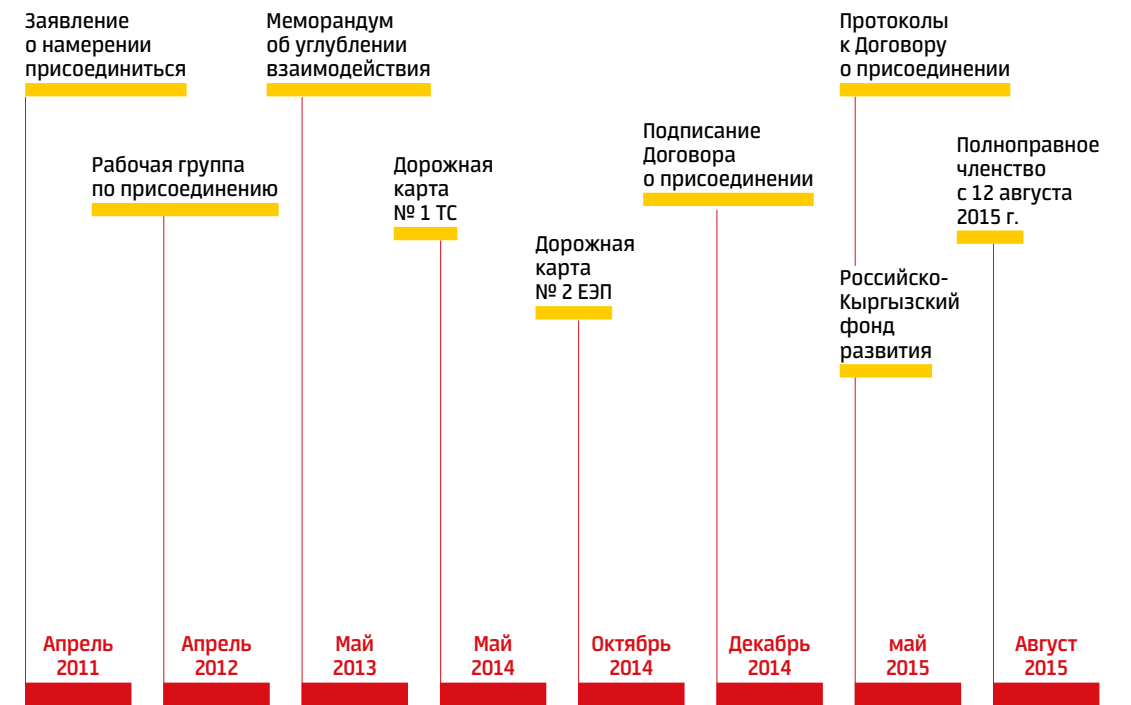 Заявление
о намерении
присоединиться
Рабочая группа
по присоединению
Меморандум
об углублении
взаимодействия
Дорожная
карта
№ 1 ТС
Дорожная
карта
№ 2 ЕЭП
Подписание
Договора
о присоединении
Протоколы
к Договору
о присоединении
Российско-
Кыргызский
фонд
развития
Полноправное
членство
с 12 августа
2015 г.
Апрель
2011
Апрель
2012
Май
2013
Май
2014
Октябрь
2014
Декабрь
2014
май
2015
Август
2015